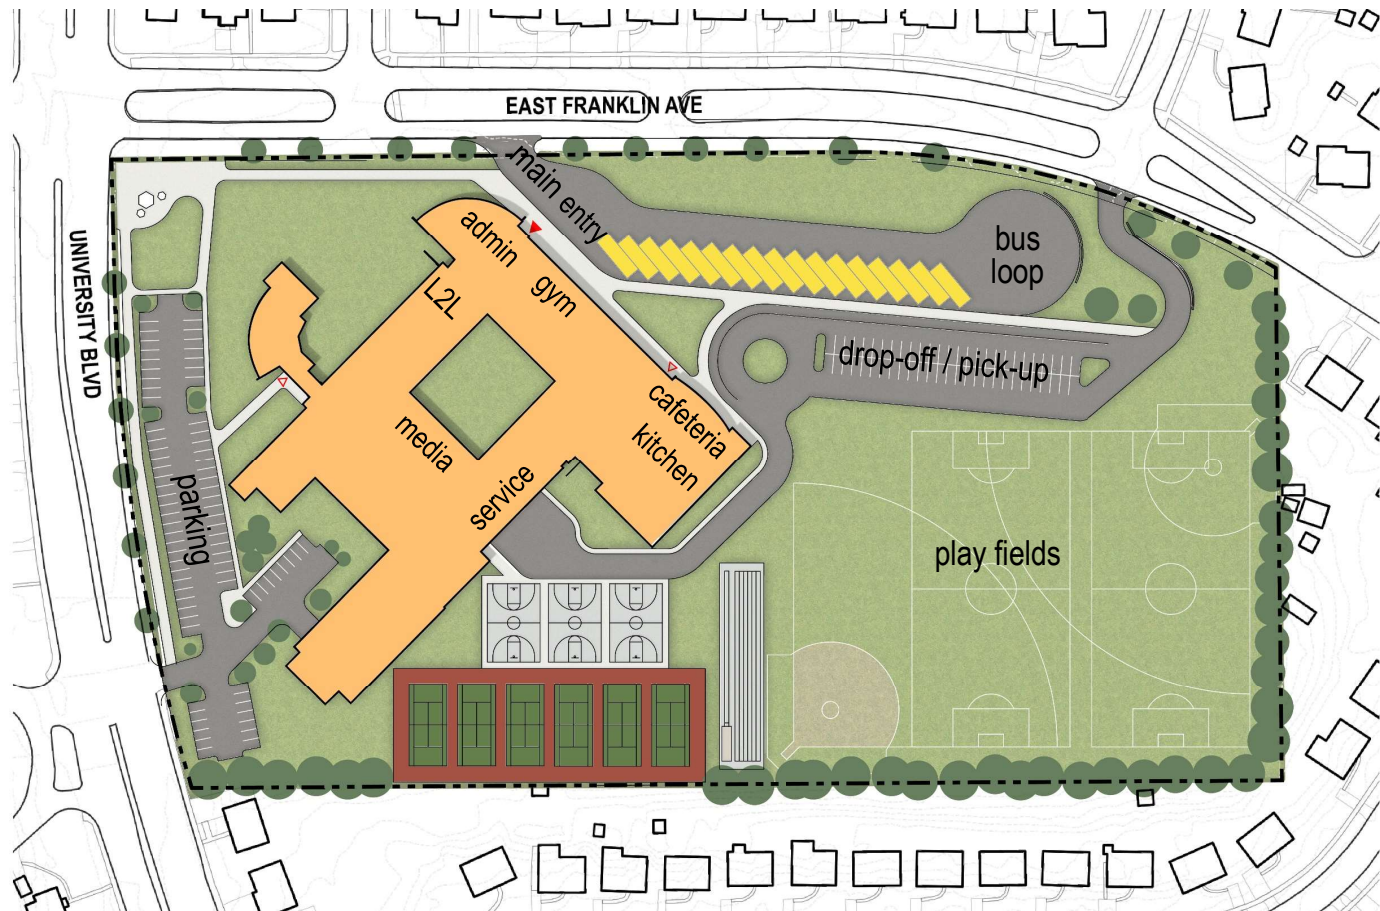 EAST FRANKLIN AVE
main entry
bus
loop
admin
gym
L2L
UNIVERSITY BLVD
drop-off / pick-up
cafeteria
kitchen
media
service
parking
play fields